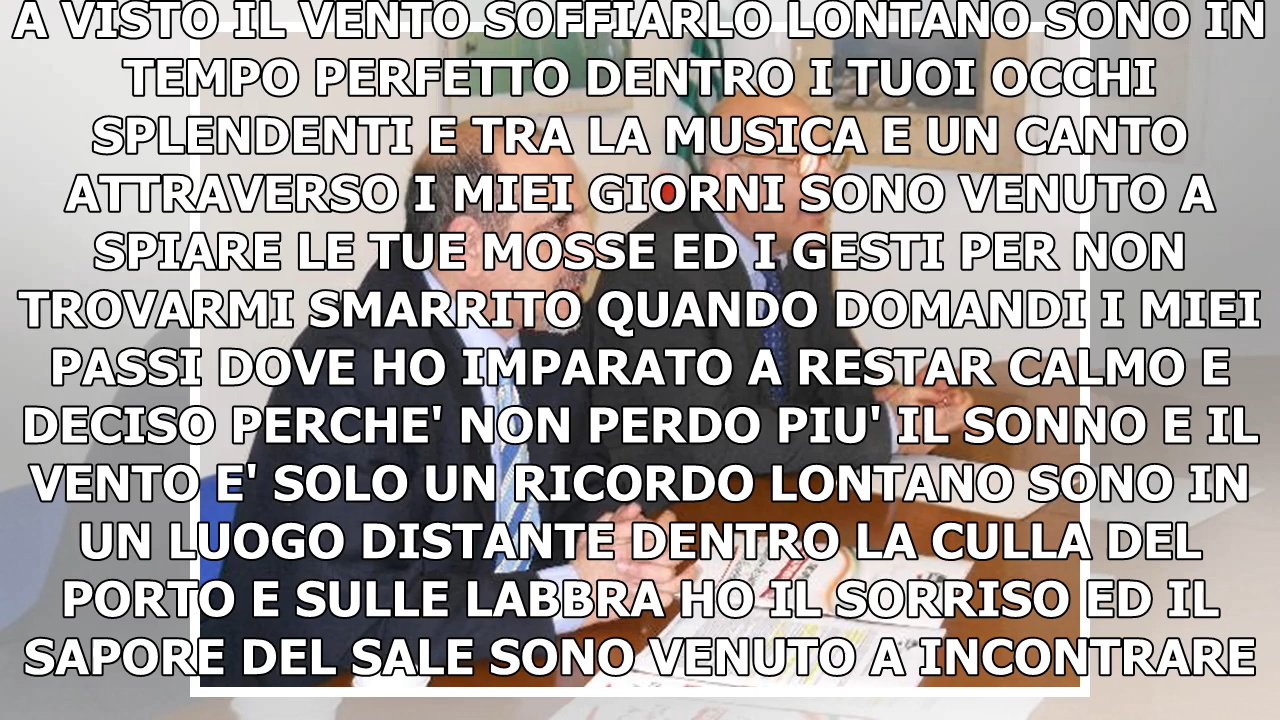 A VISTO IL VENTO SOFFIARLO LONTANO SONO IN
TEMPO PERFETTO DENTRO I TUOI OCCHI
SPLENDENTI E TRA LA MUSICA E UN CANTO
ATTRAVERSO I MIEI GIORNI SONO VENUTO A
SPIARE LE TUE MOSSE ED I GESTI PER NON
TROVARMI SMARRITO QUANDO DOMANDI I MIEI
PASSI DOVE HO IMPARATO A RESTAR CALMO E
DECISO PERCHE' NON PERDO PIU' IL SONNO E IL
VENTO E' SOLO UN RICORDO LONTANO SONO IN
UN LUOGO DISTANTE DENTRO LA CULLA DEL
PORTO E SULLE LABBRA HO IL SORRISO ED IL
SAPORE DEL SALE SONO VENUTO A INCONTRARE